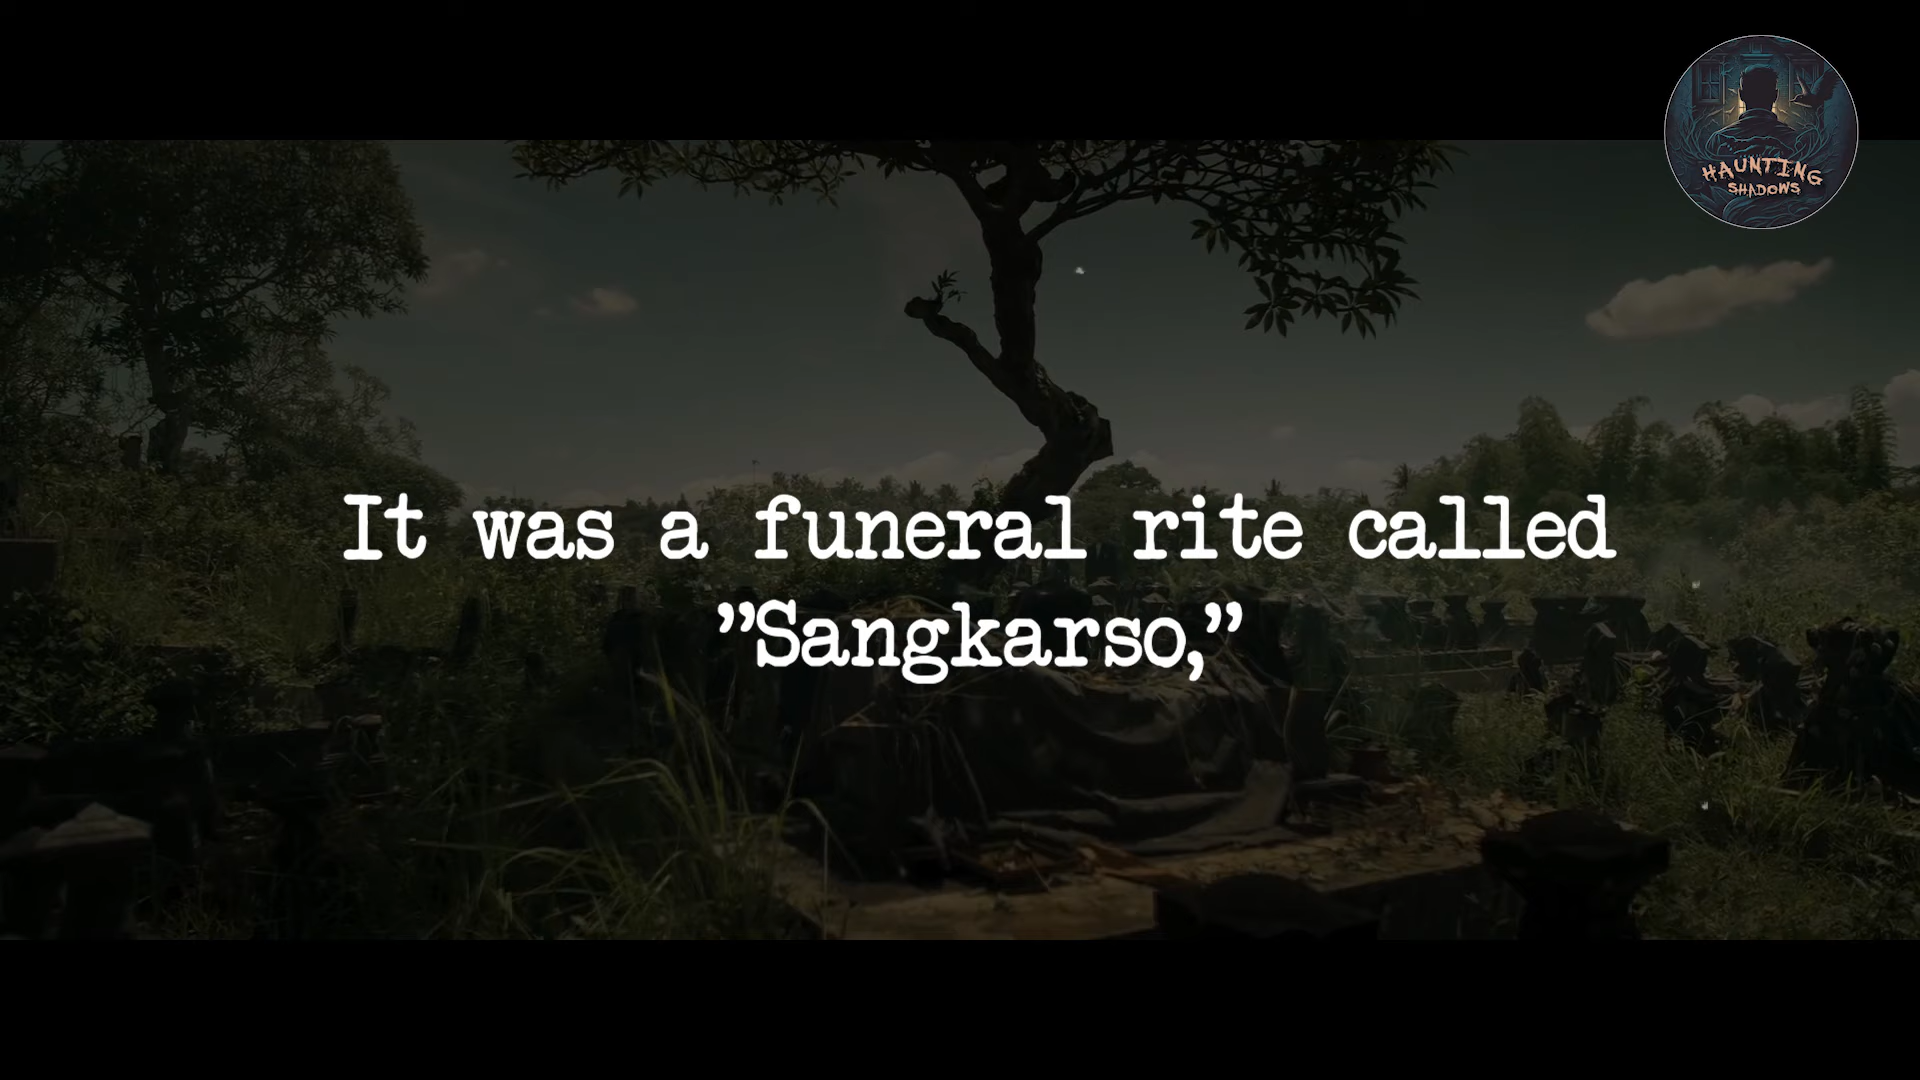 HAUNTING
SHADOWS
It was a funeral rite called
”Sangkarso,”